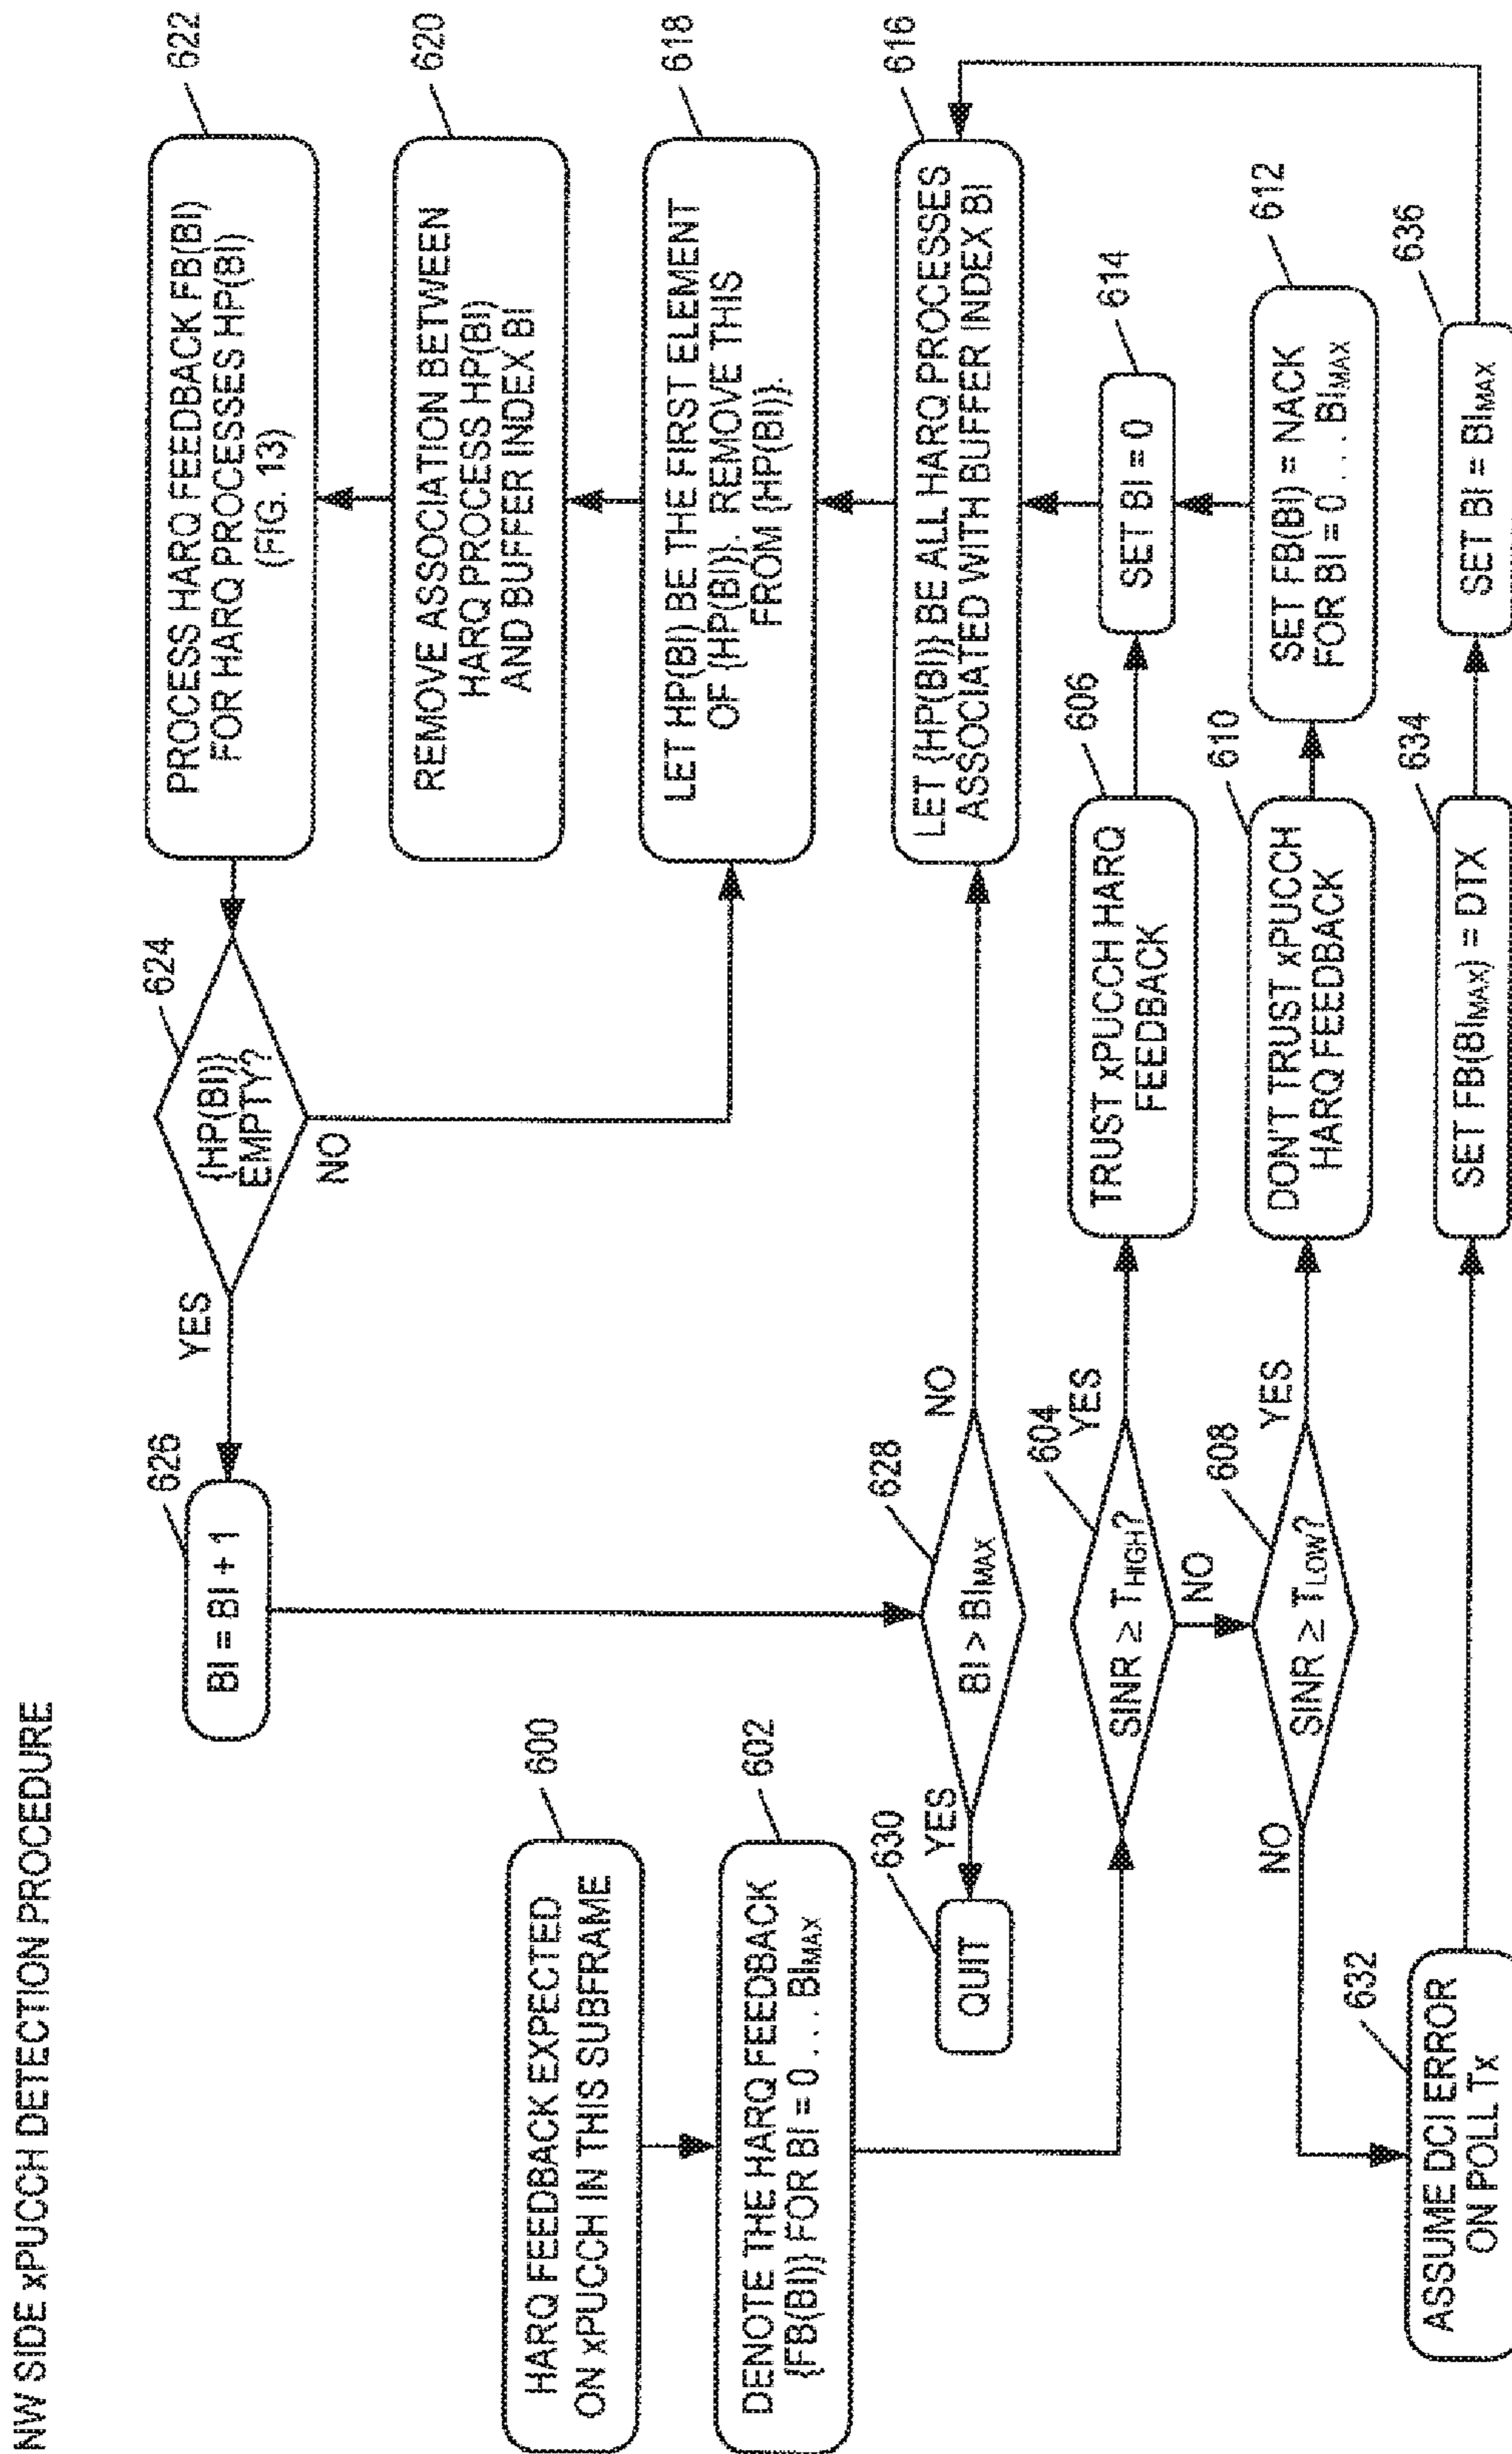 NW SIDE xPUCCH DETECTION PROCEDURE
600
HARQ FEEDBACK EXPECTED
ON xPUCCH IN THIS SUBFRAME
602
DENOTE THE HARQ FEEDBACK
{FB(BI)} FOR BI = 0 . . . BIMAX
604
SINR ≥ THIGH?
YES
NO
606
TRUST xPUCCH HARQ
FEEDBACK
608
SINR ≥ TLOW?
YES
NO
610
DON'T TRUST xPUCCH
HARQ FEEDBACK
612
SET FB(BI) = NACK
FOR BI = 0 . . . BIMAX
614
SET BI = 0
616
LET {HP(BI)} BE ALL HARQ PROCESSES
ASSOCIATED WITH BUFFER INDEX BI
618
LET HP(BI) BE THE FIRST ELEMENT
OF {HP(BI)}. REMOVE THIS
FROM {HP(BI)}.
620
REMOVE ASSOCIATION BETWEEN
HARQ PROCESS HP(BI)
AND BUFFER INDEX BI
622
PROCESS HARQ FEEDBACK FB(BI)
FOR HARQ PROCESSES HP(BI)
(FIG. 13)
624
{HP(BI)}
EMPTY?
YES
NO
626
BI = BI + 1
628
BI > BIMAX
YES
NO
630
QUIT
632
ASSUME DCI ERROR
ON POLL Tx
634
SET FB(BIMAX) = DTX
636
SET BI = BIMAX